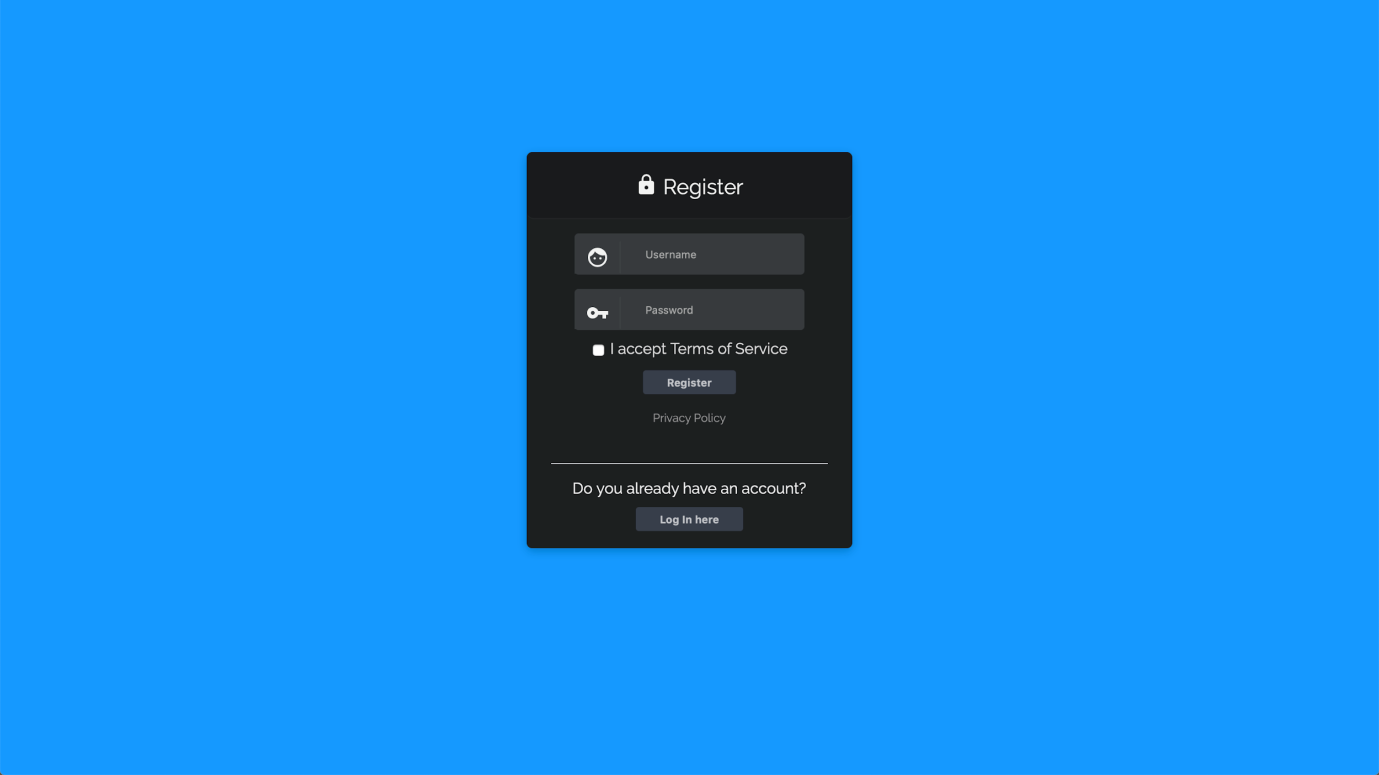 Register
Username
Password
I accept Terms of Service
Register
Privacy Policy
Do you already have an account?
Log In here